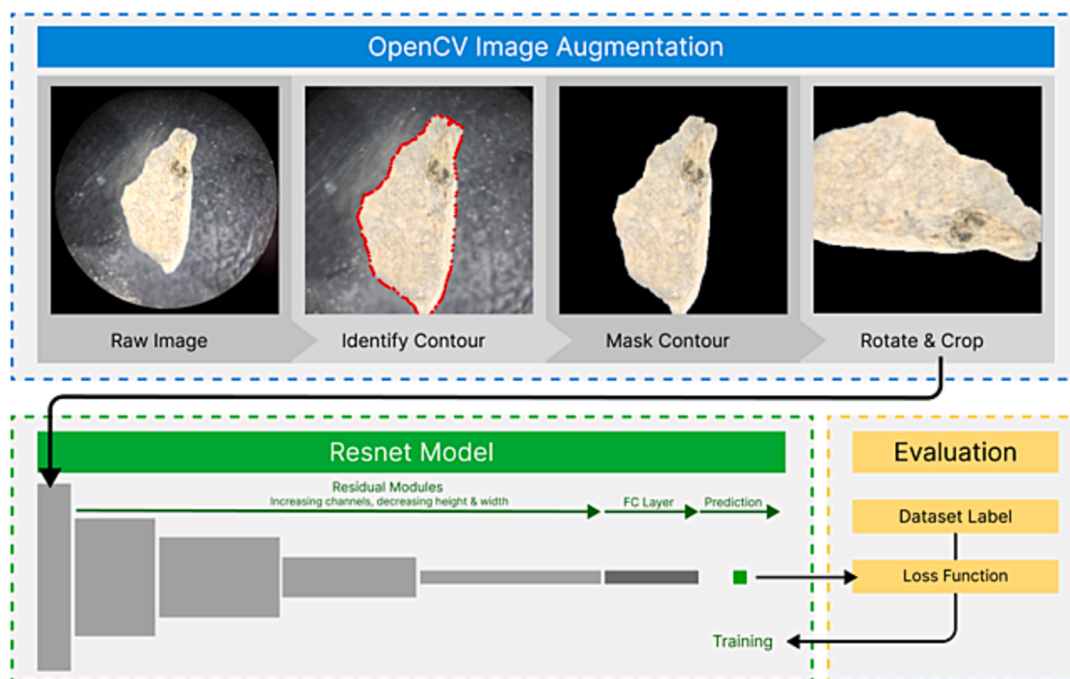 OpenCV Image Augmentation
Raw Image
Identify Contour
Mask Contour
Rotate & Crop
Resnet Model
Residual Modules
Increasing channels, decreasing height & width
FC Layer
Prediction
Training
Evaluation
Dataset Label
Loss Function